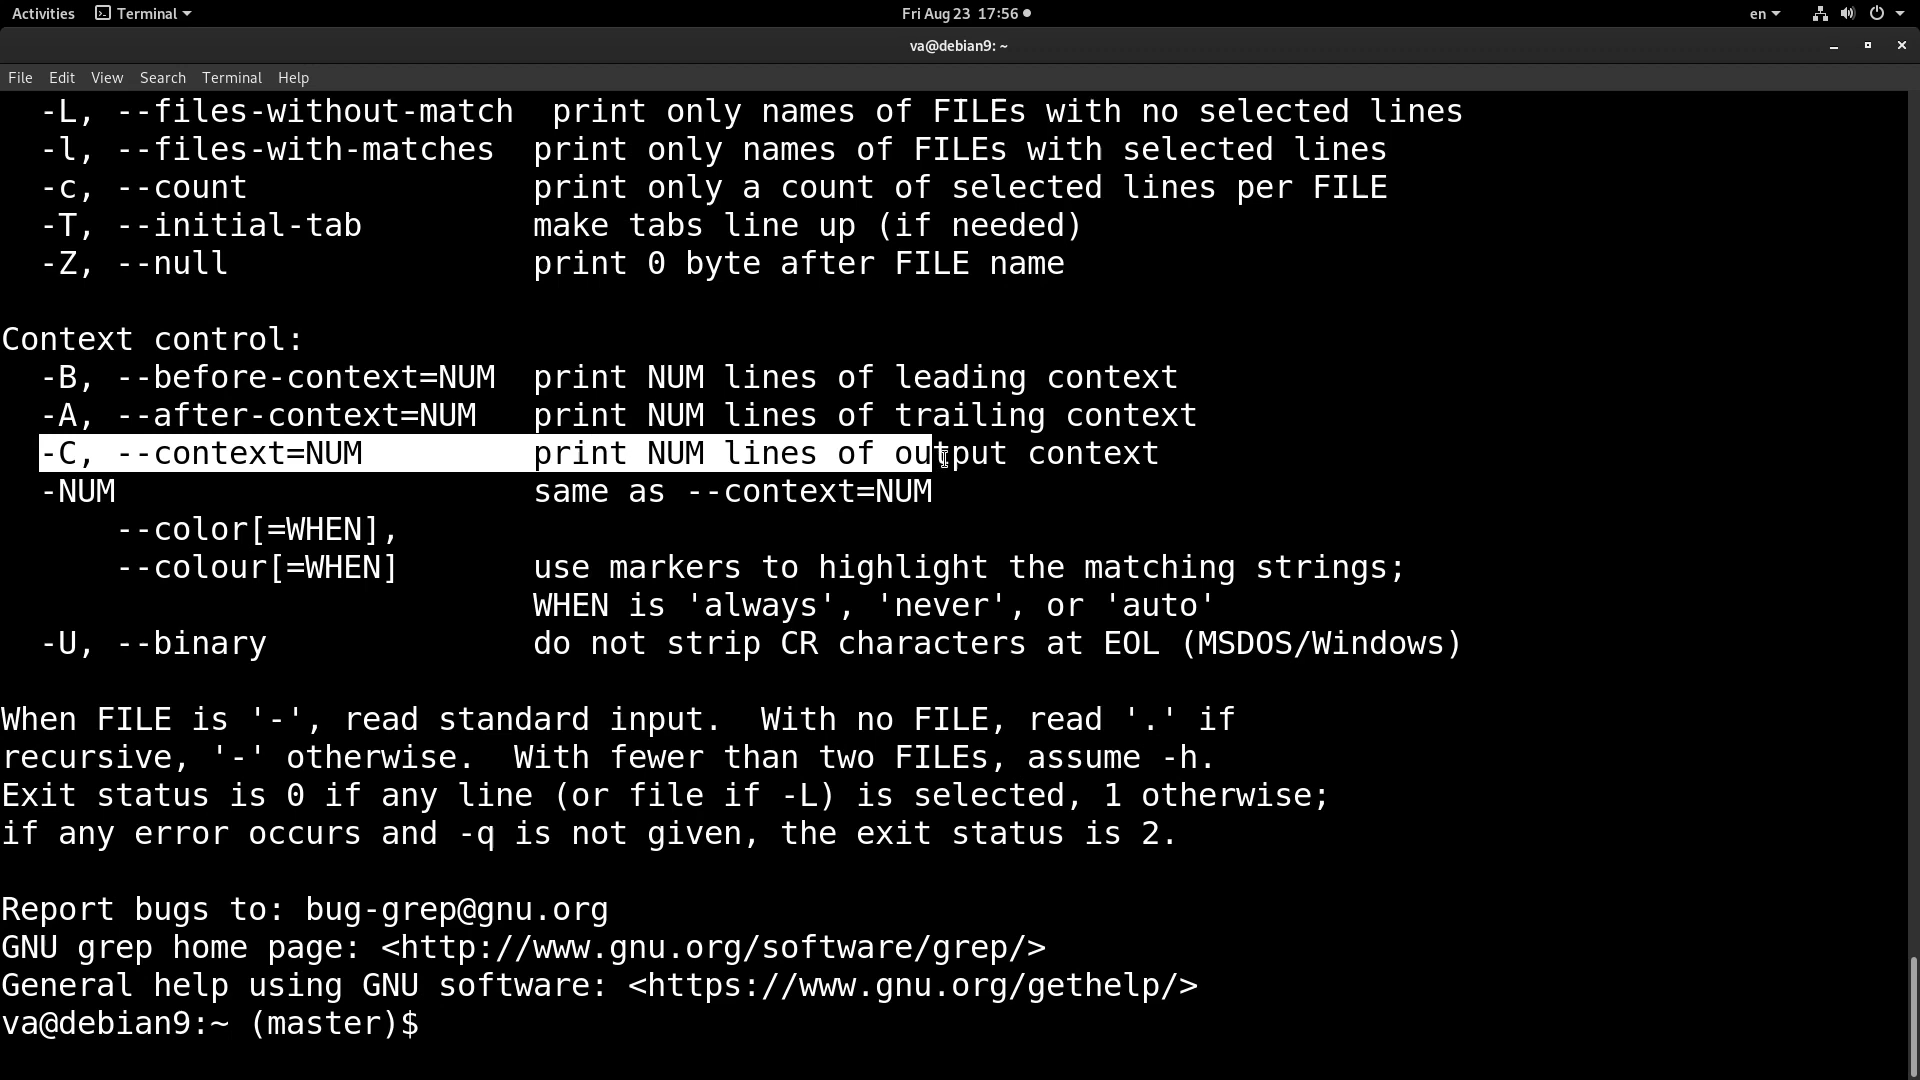 Activities Terminal Fri Aug 23 17:56 en
va@debian9: ~
File Edit View Search Terminal Help
  -L, --files-without-match  print only names of FILEs with no selected lines
  -l, --files-with-matches  print only names of FILEs with selected lines
  -c, --count               print only a count of selected lines per FILE
  -T, --initial-tab         make tabs line up (if needed)
  -Z, --null                print 0 byte after FILE name

Context control:
  -B, --before-context=NUM  print NUM lines of leading context
  -A, --after-context=NUM   print NUM lines of trailing context
  -C, --context=NUM         print NUM lines of output context
  -NUM                      same as --context=NUM
      --color[=WHEN],
      --colour[=WHEN]       use markers to highlight the matching strings;
                            WHEN is 'always', 'never', or 'auto'
  -U, --binary              do not strip CR characters at EOL (MSDOS/Windows)

When FILE is '-', read standard input.  With no FILE, read '.' if
recursive, '-' otherwise.  With fewer than two FILEs, assume -h.
Exit status is 0 if any line (or file if -L) is selected, 1 otherwise;
if any error occurs and -q is not given, the exit status is 2.

Report bugs to: bug-grep@gnu.org
GNU grep home page: <http://www.gnu.org/software/grep/>
General help using GNU software: <https://www.gnu.org/gethelp/>
va@debian9:~ (master)$